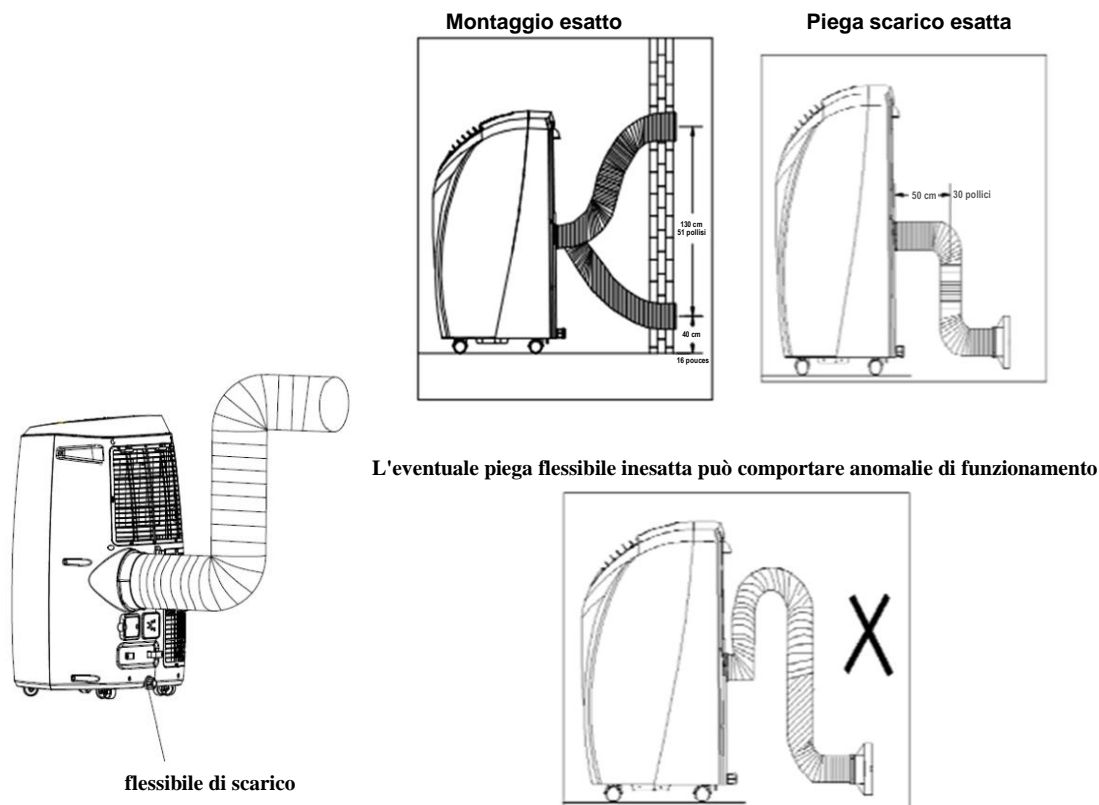 Montaggio esatto
Piega scarico esatta
130 cm
51 pollisi
40 cm
16 pouces
50 cm
30 pollici
L'eventuale piega flessibile inesatta può comportare anomalie di funzionamento
flessibile di scarico